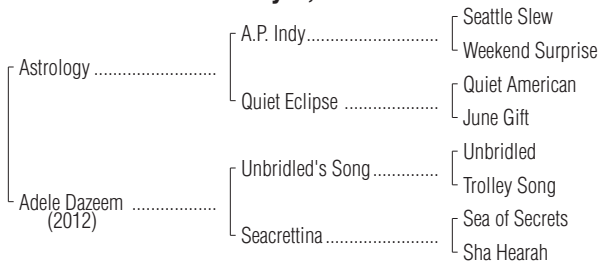 Seattle Slew
A.P. Indy
Weekend Surprise
Astrology
Quiet American
Quiet Eclipse
June Gift
Unbridled
Unbridled's Song
Trolley Song
Adele Dazeem
(2012)
Sea of Secrets
Seacrettina
Sha Hearah